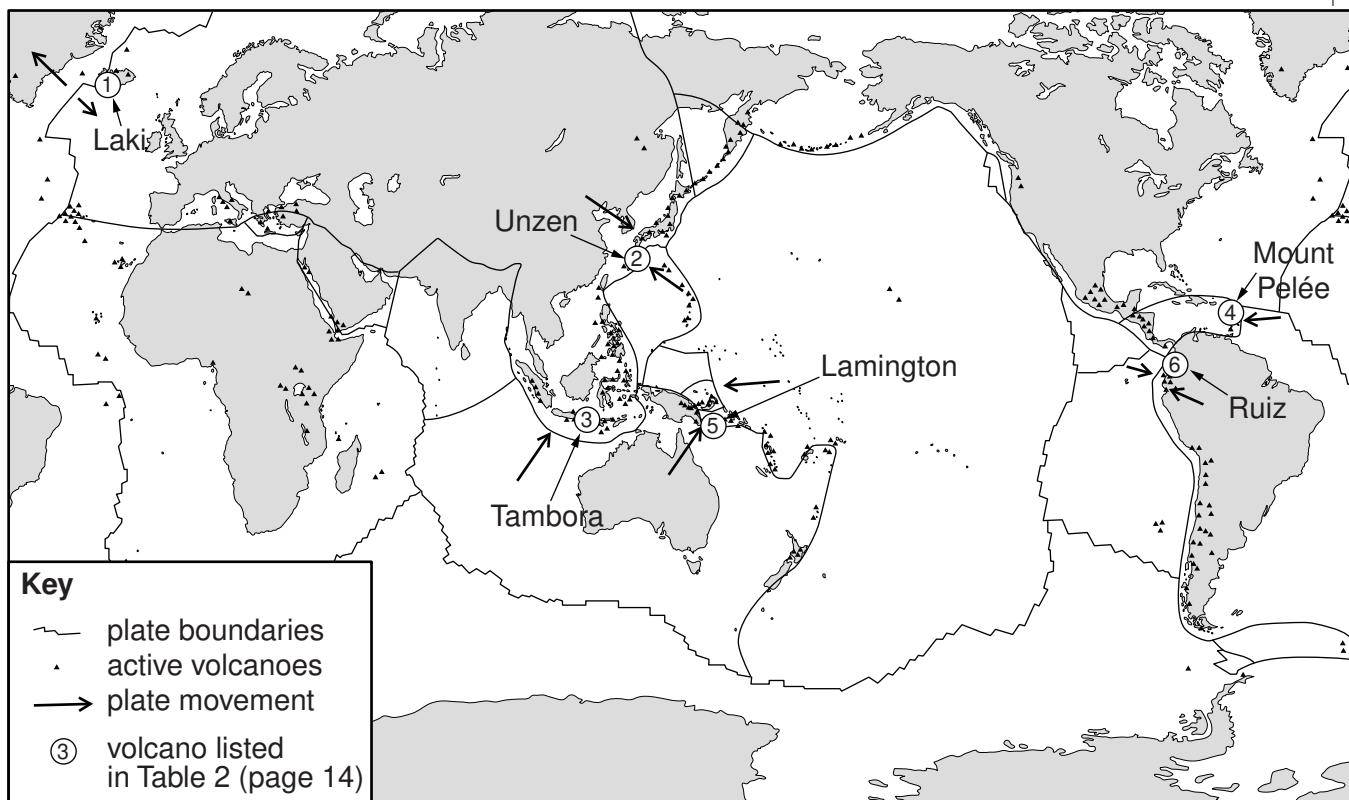 1
Laki
Unzen
2
Mount
Pelée
4
Lamington
6
Ruiz
3
5
Tambora
Key
plate boundaries
active volcanoes
plate movement
3 volcano listed
in Table 2 (page 14)